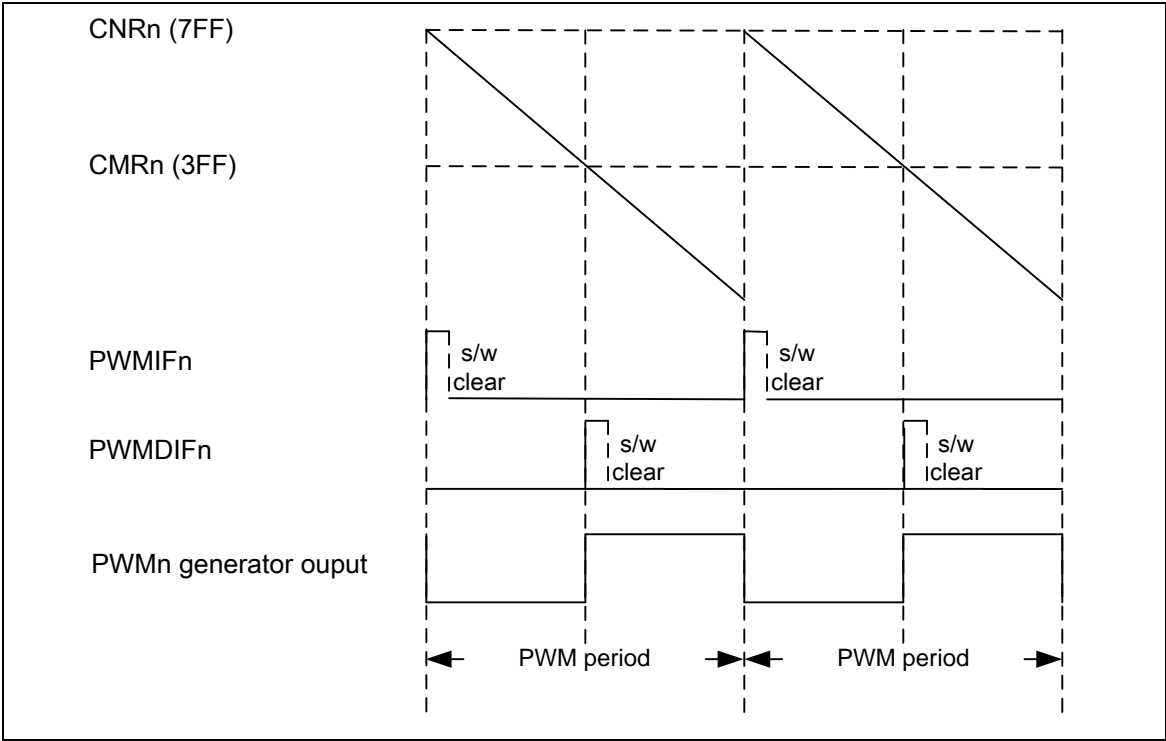 CNRn (7FF)
CMRn (3FF)
PWMIFn
s/w
clear
s/w
clear
PWMDIFn
s/w
clear
s/w
clear
PWMn generator ouput
PWM period
PWM period